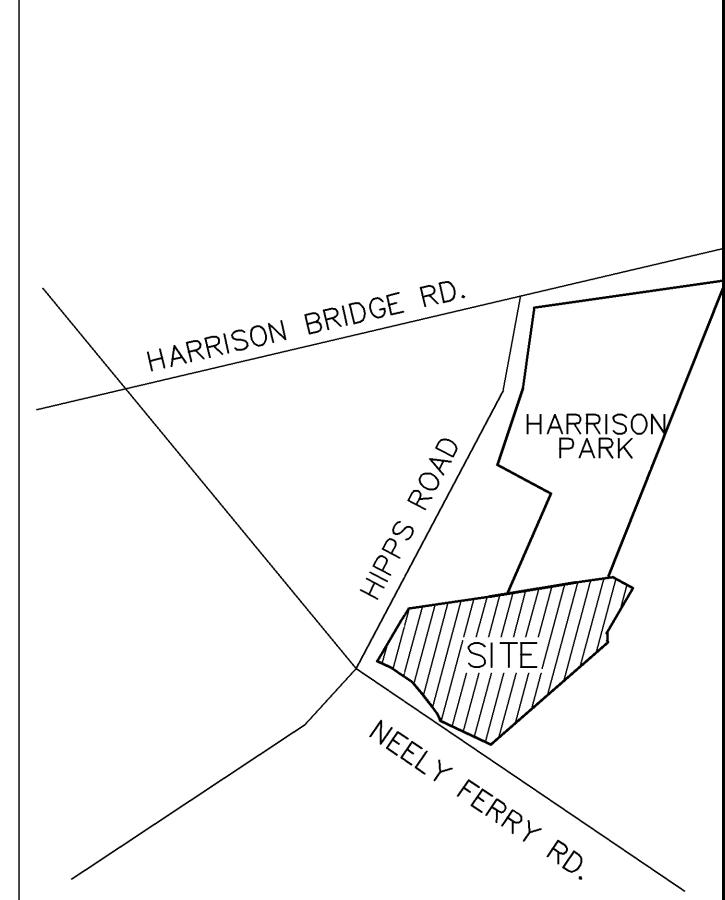 HARRISON BRIDGE RD.
HARRISON
PARK
HIPPS ROAD
SITE
NEELY FERRY RD.